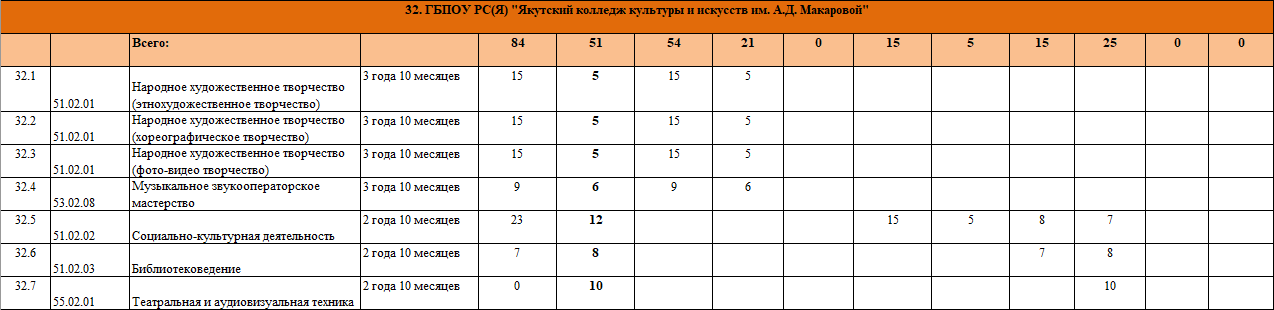 32. ГБПОУ РС(Я) "Якутский колледж культуры и искусств им. А.Д. Макаровой"
Всего: 84 51 54 21 0 15 5 15 25 0 0
32.1 51.02.01 Народное художественное творчество (этнохудожественное творчество) 3 года 10 месяцев 15 5 15 5
32.2 51.02.01 Народное художественное творчество (хореографическое творчество) 3 года 10 месяцев 15 5 15 5
32.3 51.02.01 Народное художественное творчество (фото-видео творчество) 3 года 10 месяцев 15 5 15 5
32.4 53.02.08 Музыкальное звукооператорское мастерство 3 года 10 месяцев 9 6 9 6
32.5 51.02.02 Социально-культурная деятельность 2 года 10 месяцев 23 12 15 5 8 7
32.6 51.02.03 Библиотековедение 2 года 10 месяцев 7 8 7 8
32.7 55.02.01 Театральная и аудиовизуальная техника 2 года 10 месяцев 0 10 10